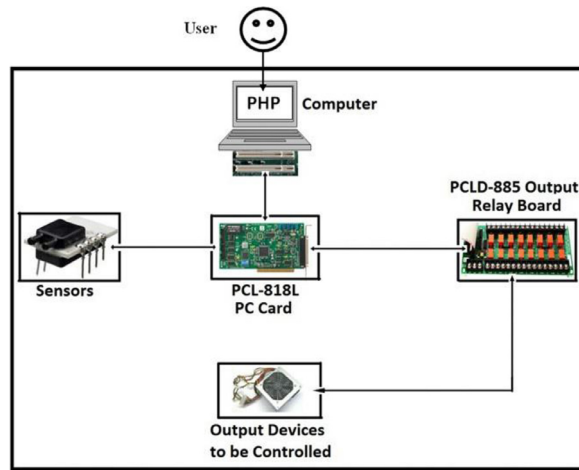 User
PHP
Computer
PCLD-885 Output
Relay Board
Sensors
PCL-818L
PC Card
Output Devices
to be Controlled